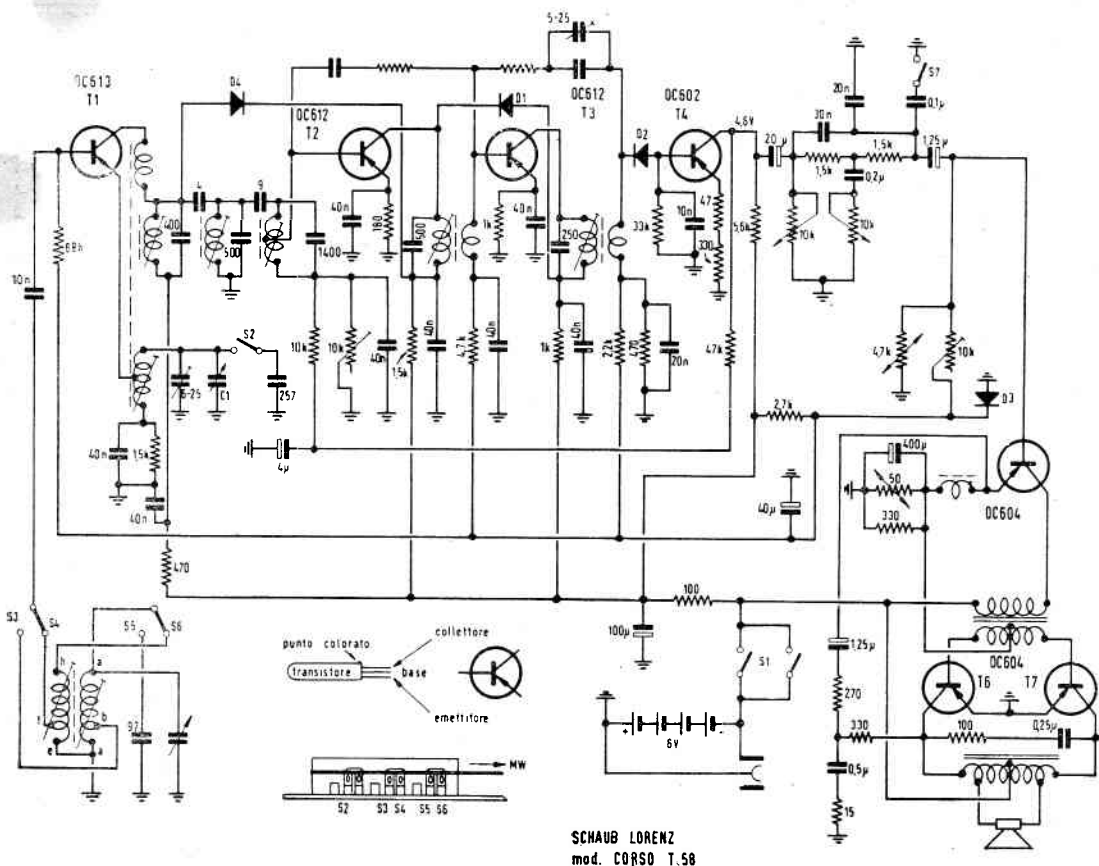 5-25
OC613
T1
D4
OC612
T2
D1
OC612
T3
OC602
T4
4,6V
D2
20n
S7
30n
0,1µ
20µ
1,5k
1,5k
1,25µ
0,2µ
4
9
40n
180
1k
40n
33k
10n
47
330
5,6k
10k
10k
400
500
1400
500
250
68k
10n
S2
10k
10k
40n
1,5k
40n
4,7k
40n
1k
40n
2,2k
470
20n
47k
4,7k
10k
6-25
C1
257
2,7k
D3
40n
1,5k
4µ
400µ
50
330
40µ
OC604
40n
470
100
100µ
S3
S4
S6
S5
h
a
f
b
e
a
97
punto colorato
collettore
transistore
base
emettitore
S1
6V
1,25µ
270
330
OC604
T6
T7
100
0,25µ
0,5µ
15
MW
S2
S3
S4
S5
S6
SCHAUB LORENZ
mod. CORSO T.58